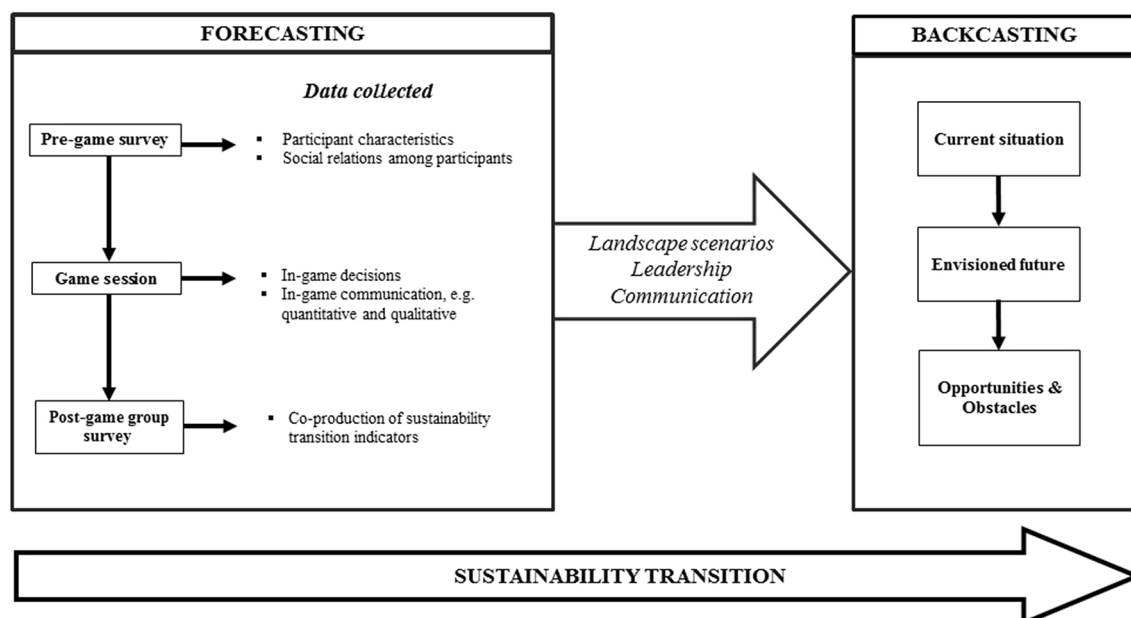 FORECASTING
Data collected
Pre-game survey
▪ Participant characteristics
▪ Social relations among participants
Game session
▪ In-game decisions
▪ In-game communication, e.g.
quantitative and qualitative
Post-game group
survey
▪ Co-production of sustainability
transition indicators
Landscape scenarios
Leadership
Communication
BACKCASTING
Current situation
Envisioned future
Opportunities &
Obstacles
SUSTAINABILITY TRANSITION